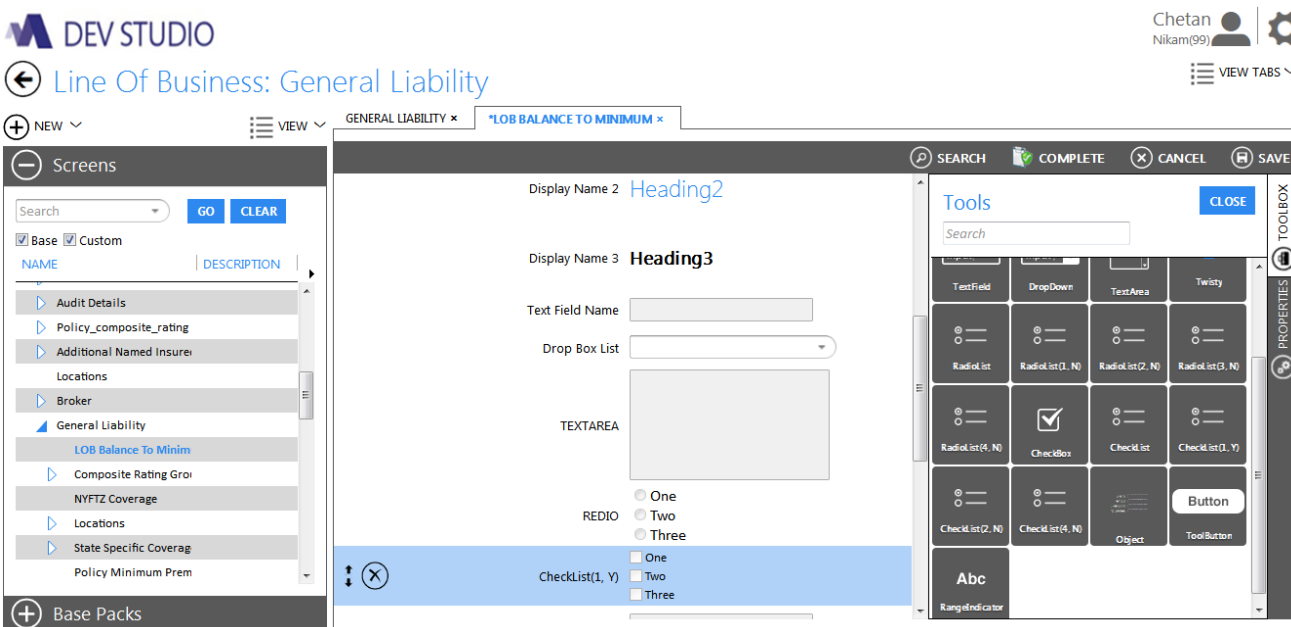 DEV STUDIO
Chetan
Nikam(99)
Line Of Business: General Liability
VIEW TABS
NEW
VIEW
GENERAL LIABILITY ×
*LOB BALANCE TO MINIMUM ×
Screens
SEARCH
COMPLETE
CANCEL
SAVE
Search
GO
CLEAR
Base
Custom
NAME
DESCRIPTION
Audit Details
Policy_composite_rating
Additional Named Insure
Locations
Broker
General Liability
LOB Balance To Minim
Composite Rating Gro
NYFTZ Coverage
Locations
State Specific Coverag
Policy Minimum Prem
Base Packs
Display Name 2
Heading2
Display Name 3
Heading3
Text Field Name
Drop Box List
TEXTAREA
REDIO
One
Two
Three
CheckList(1, Y)
One
Two
Three
Tools
CLOSE
Search
TextField
DropDown
TextArea
Twisty
RadioList
RadioList(1, N)
RadioList(2, N)
RadioList(3, N)
RadioList(4, N)
CheckBox
CheckList
CheckList(1, Y)
CheckList(2, N)
CheckList(4, N)
Object
Button
ToolButton
Abc
RangeIndicator
TOOLBOX
PROPERTIES